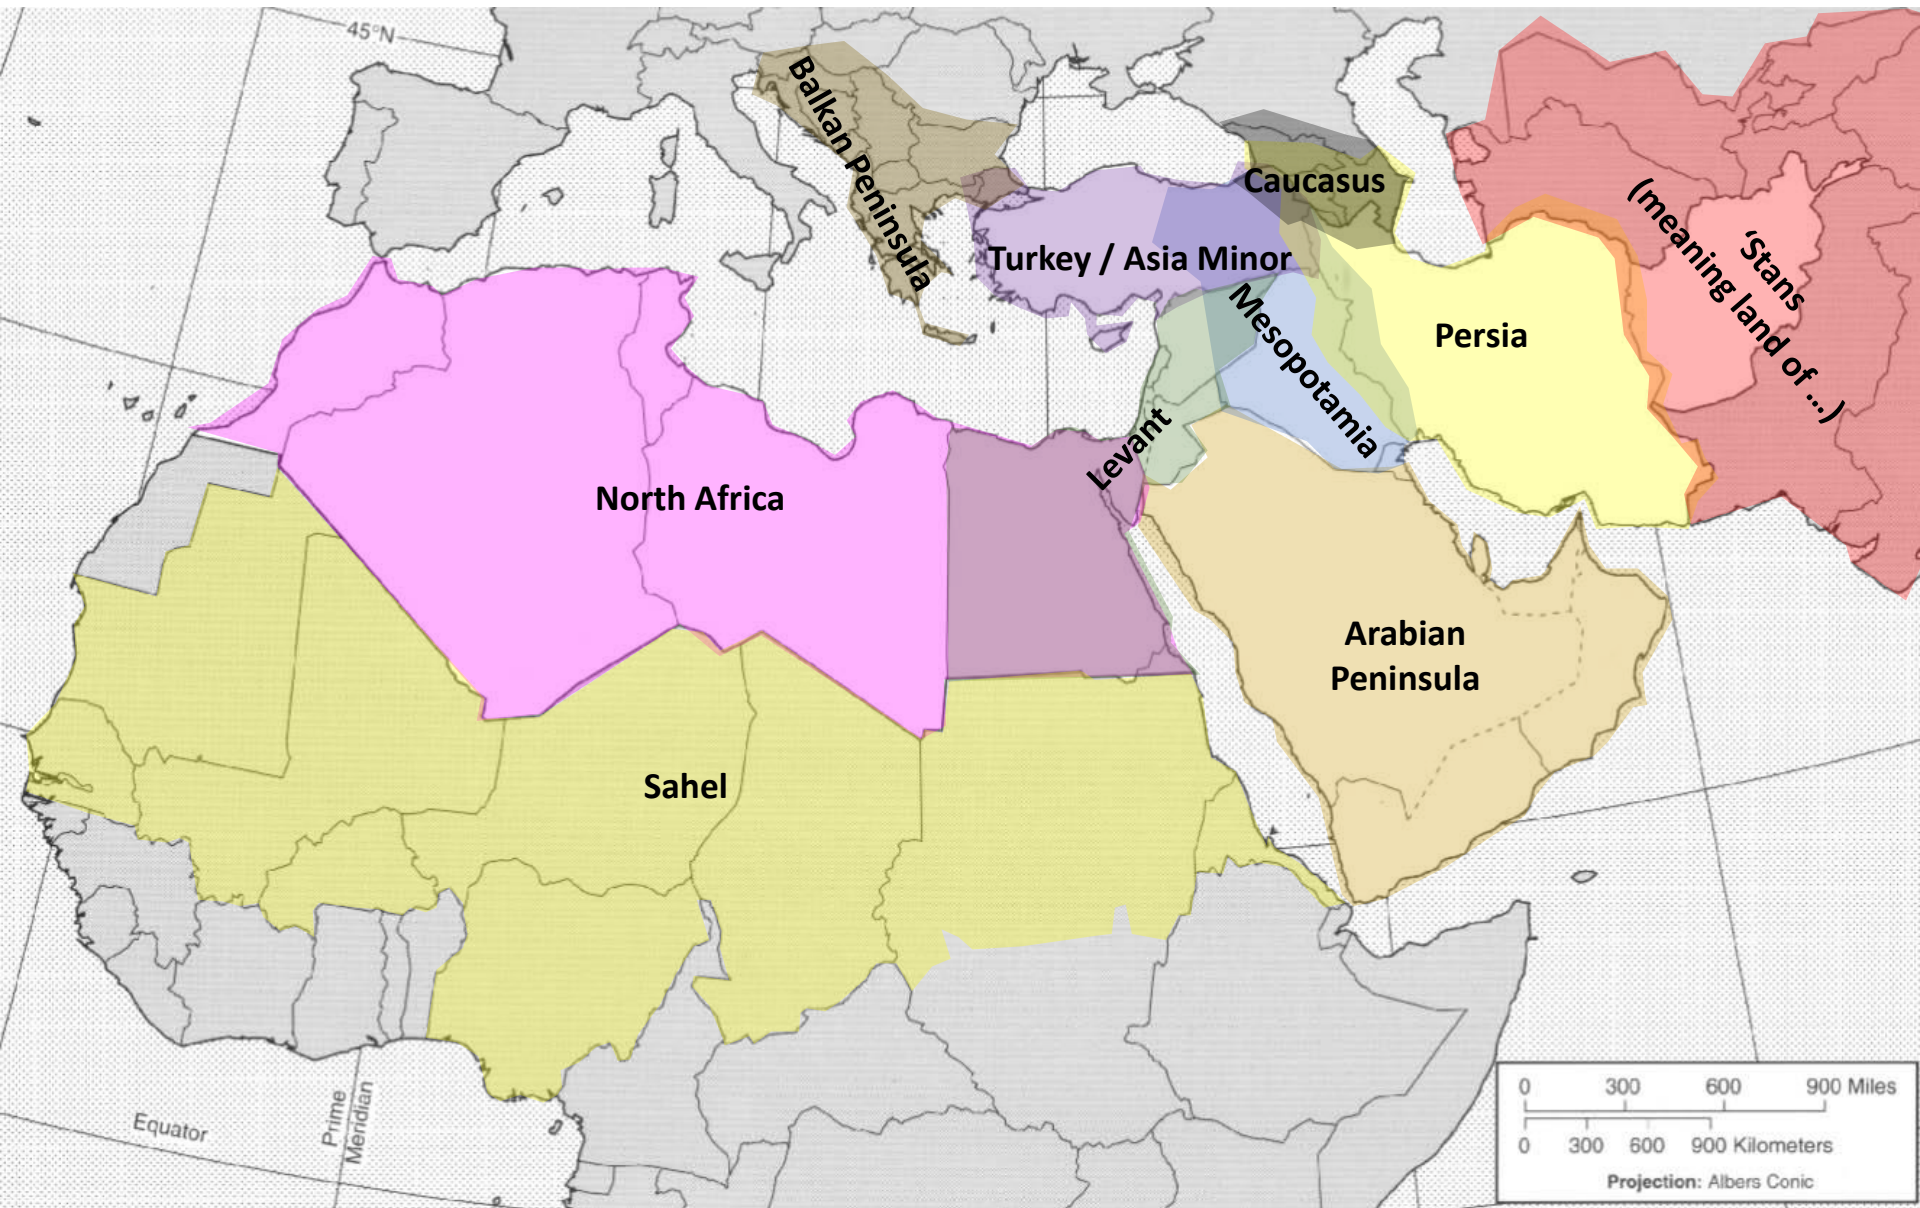 45°N
Balkan Peninsula
Caucasus
Turkey / Asia Minor
Mesopotamia
Levant
Persia
‘Stans
(meaning land of …)
North Africa
Arabian
Peninsula
Sahel
Equator
Prime
Meridian
0 300 600 900 Miles
0 300 600 900 Kilometers
Projection: Albers Conic